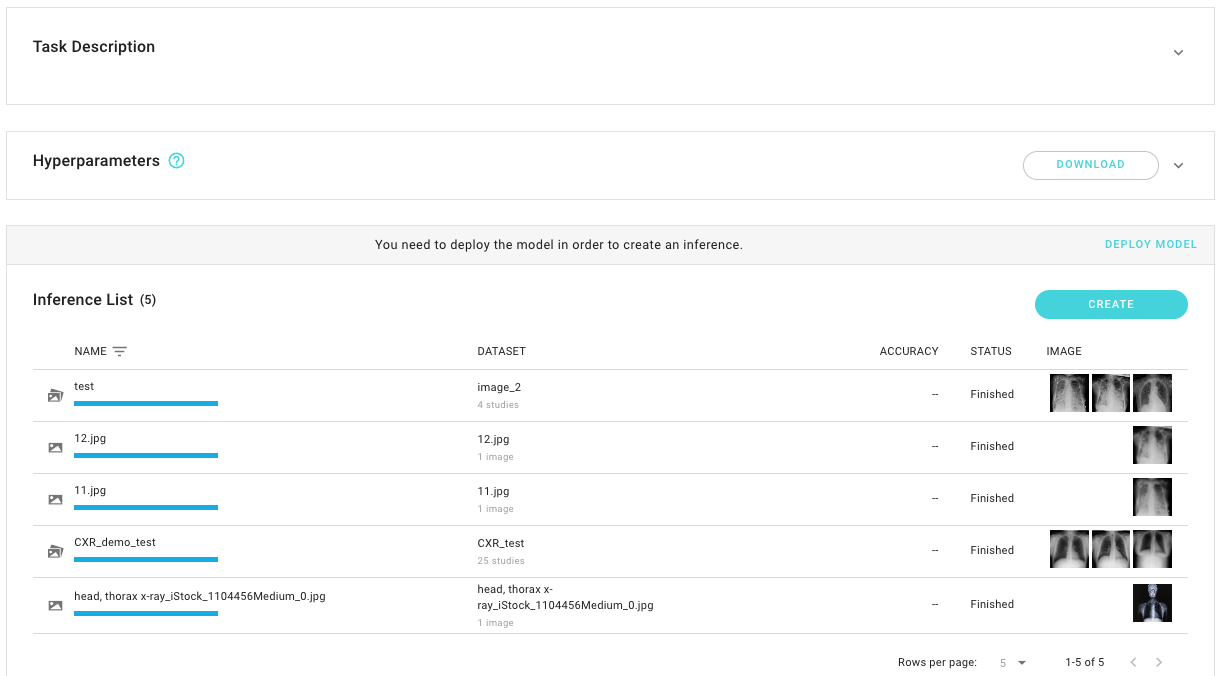 Task Description
Hyperparameters ?
DOWNLOAD
You need to deploy the model in order to create an inference.
DEPLOY MODEL
Inference List (5)
CREATE
NAME DATASET ACCURACY STATUS IMAGE
test image_2 -- Finished
4 studies
12.jpg 12.jpg -- Finished
1 image
11.jpg 11.jpg -- Finished
1 image
CXR_demo_test CXR_test -- Finished
25 studies
head, thorax x-ray_iStock_1104456Medium_0.jpg head, thorax x- -- Finished
ray_iStock_1104456Medium_0.jpg
1 image
Rows per page: 5 1-5 of 5